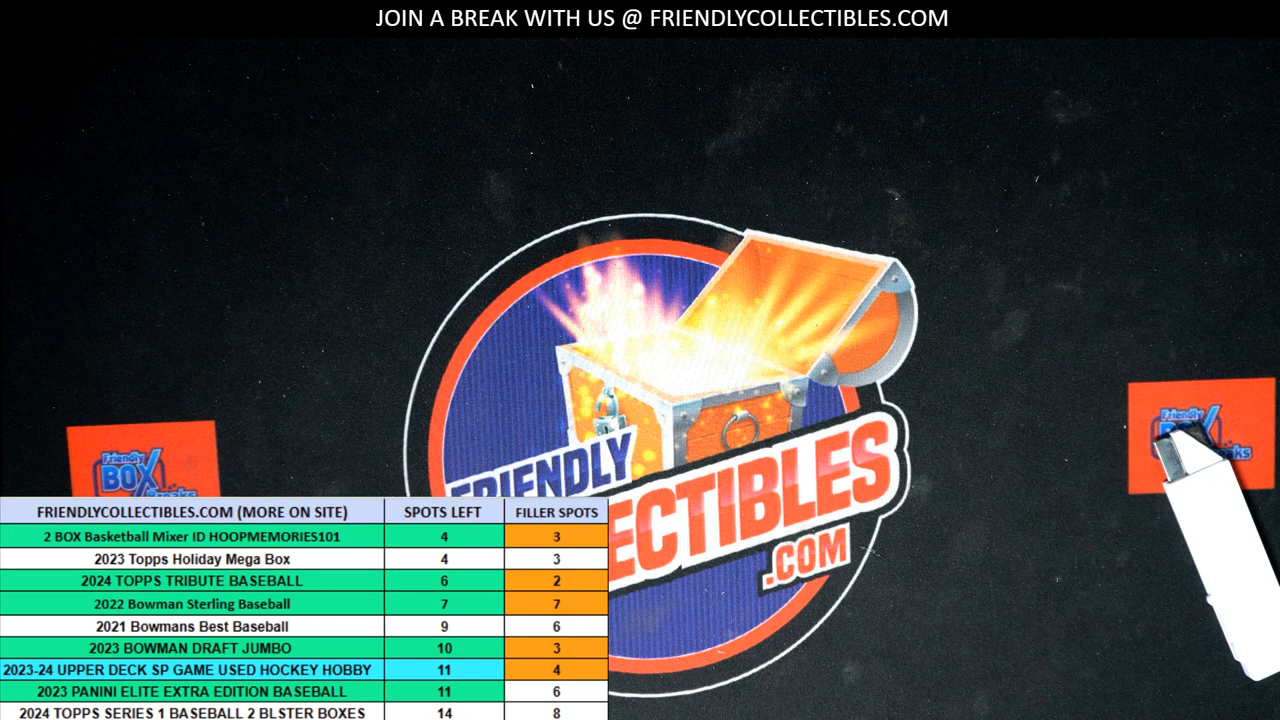 JOIN A BREAK WITH US @ FRIENDLYCOLLECTIBLES.COM
FRIENDLY
ECTIBLES
.COM
Friendly
BOX
Breaks
Friendly
BOX
FRIENDLYCOLLECTIBLES.COM (MORE ON SITE) SPOTS LEFT FILLER SPOTS
2 BOX Basketball Mixer ID HOOPMEMORIES101 4 3
2023 Topps Holiday Mega Box 4 3
2024 TOPPS TRIBUTE BASEBALL 6 2
2022 Bowman Sterling Baseball 7 7
2021 Bowmans Best Baseball 9 6
2023 BOWMAN DRAFT JUMBO 10 3
2023-24 UPPER DECK SP GAME USED HOCKEY HOBBY 11 4
2023 PANINI ELITE EXTRA EDITION BASEBALL 11 6
2024 TOPPS SERIES 1 BASEBALL 2 BLSTER BOXES 14 8